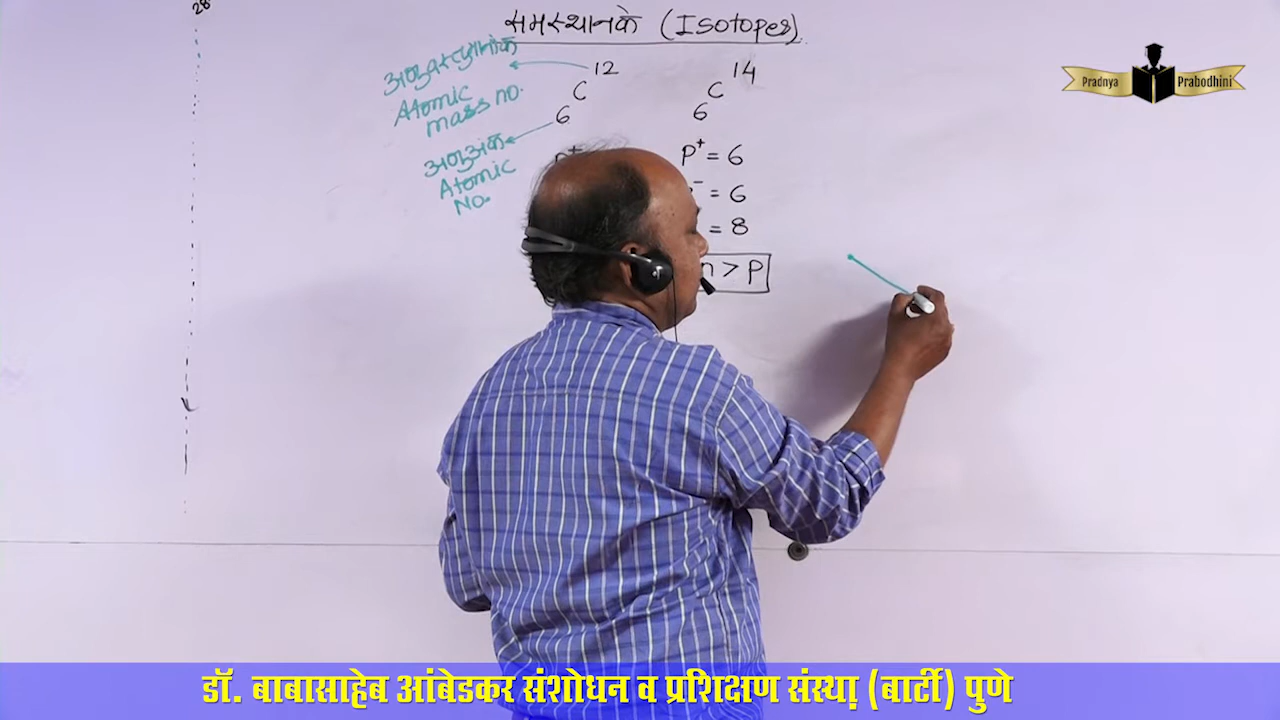 28
समस्थानके (Isotopes)
अणुवस्तुमांक
Atomic
mass no.
12
C
6
14
C
6
अणुअंक
Atomic
No.
P⁺ = 6
= 6
= 8
n > P
Pradnya Prabodhini
डॉ. बाबासाहेब आंबेडकर संशोधन व प्रशिक्षण संस्था (बार्टी) पुणे